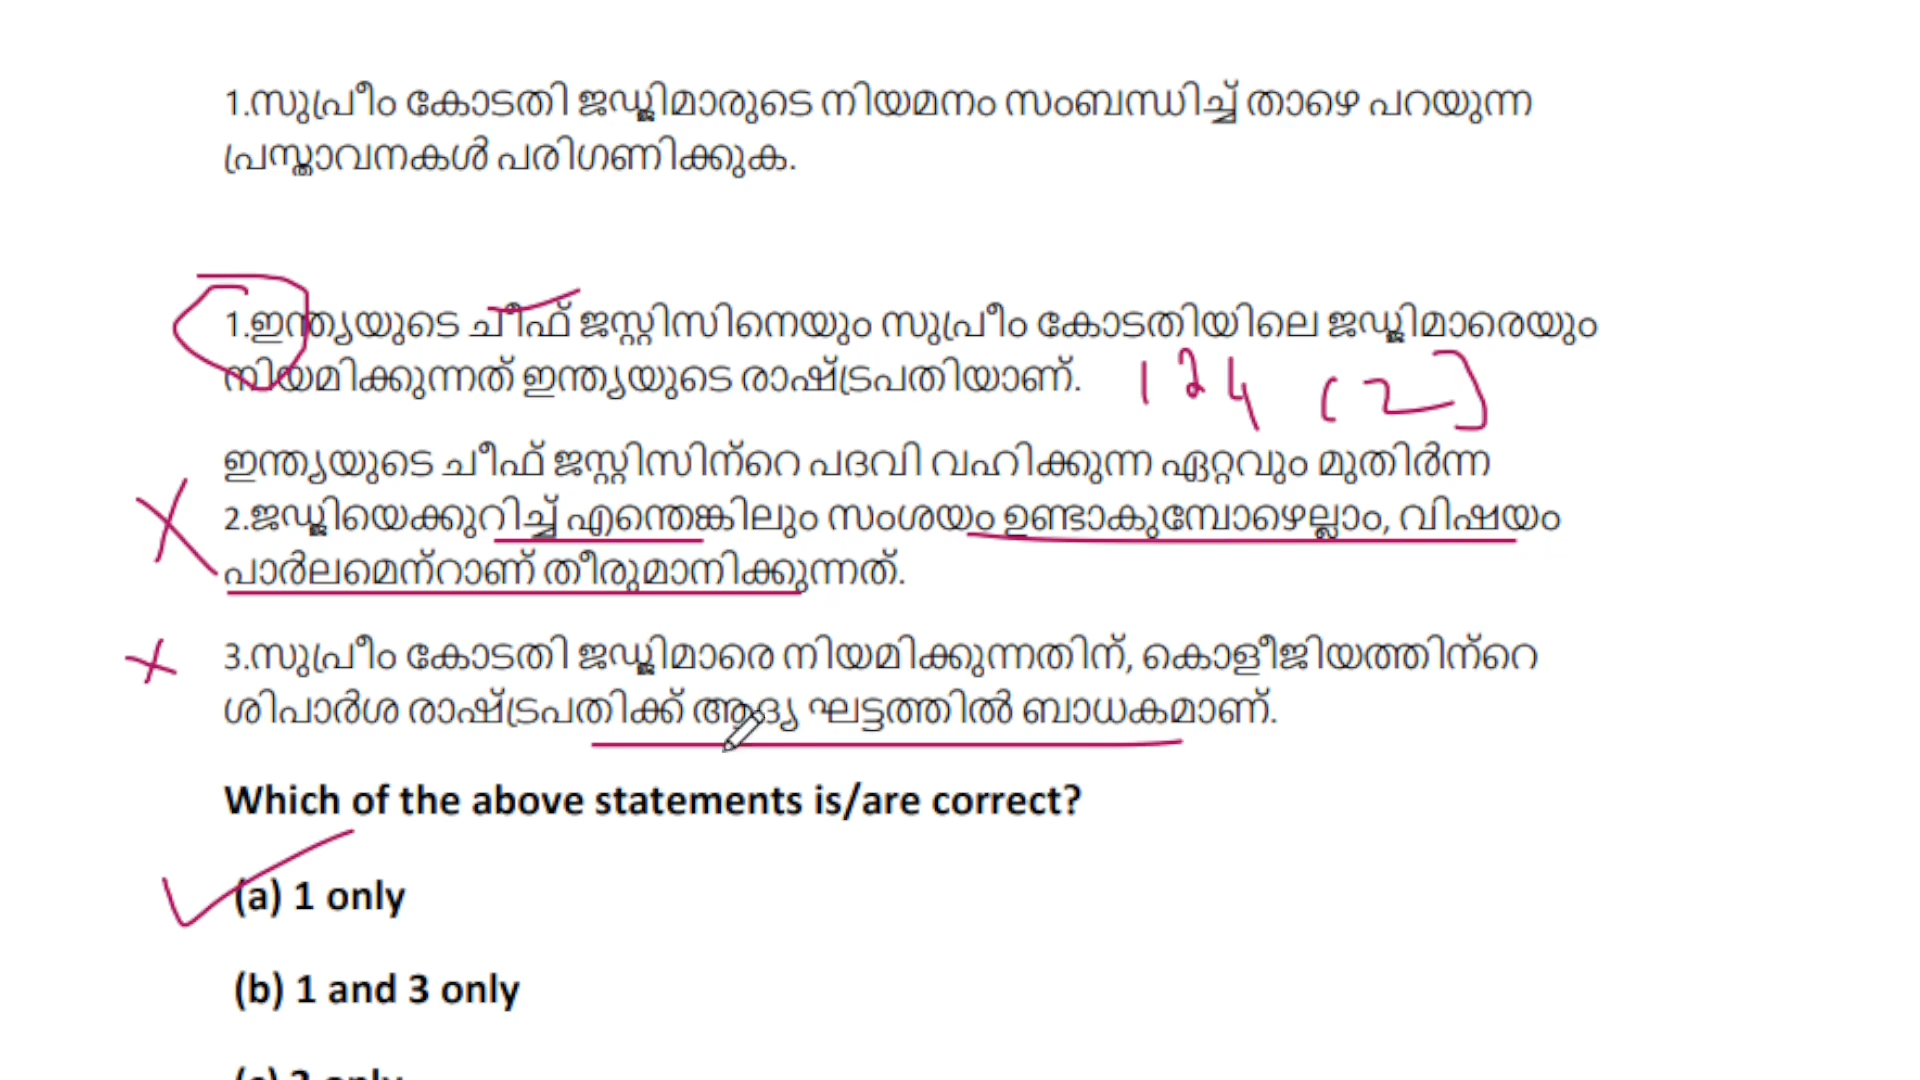 1.സുപ്രീം കോടതി ജഡ്ജിമാരുടെ നിയമനം സംബന്ധിച്ച് താഴെ പറയുന്ന
പ്രസ്താവനകൾ പരിഗണിക്കുക.
1.ഇന്ത്യയുടെ ചീഫ് ജസ്റ്റിസിനെയും സുപ്രീം കോടതിയിലെ ജഡ്ജിമാരെയും
നിയമിക്കുന്നത് ഇന്ത്യയുടെ രാഷ്ട്രപതിയാണ്.
124 (2)
ഇന്ത്യയുടെ ചീഫ് ജസ്റ്റിസിന്റെ പദവി വഹിക്കുന്ന ഏറ്റവും മുതിർന്ന
2.ജഡ്ജിയെക്കുറിച്ച് എന്തെങ്കിലും സംശയം ഉണ്ടാകുമ്പോഴെല്ലാം, വിഷയം
പാർലമെന്റാണ് തീരുമാനിക്കുന്നത്.
3.സുപ്രീം കോടതി ജഡ്ജിമാരെ നിയമിക്കുന്നതിന്, കൊളീജിയത്തിന്റെ
ശിപാർശ രാഷ്ട്രപതിക്ക് ആദ്യ ഘട്ടത്തിൽ ബാധകമാണ്.
Which of the above statements is/are correct?
(a) 1 only
(b) 1 and 3 only